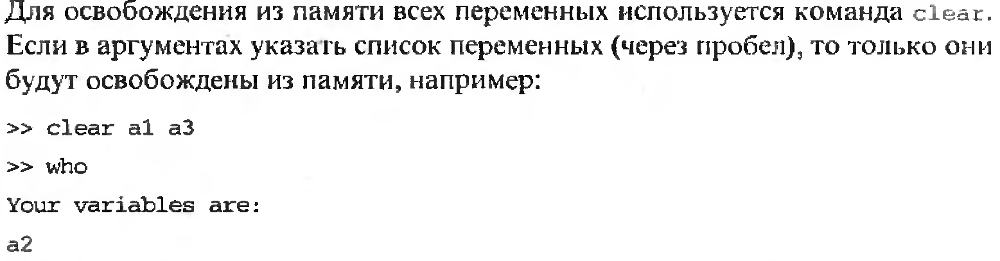 Для освобождения из памяти всех переменных используется команда clear.
Если в аргументах указать список переменных (через пробел), то только они
будут освобождены из памяти, например:
>> clear a1 a3
>> who
Your variables are:
a2